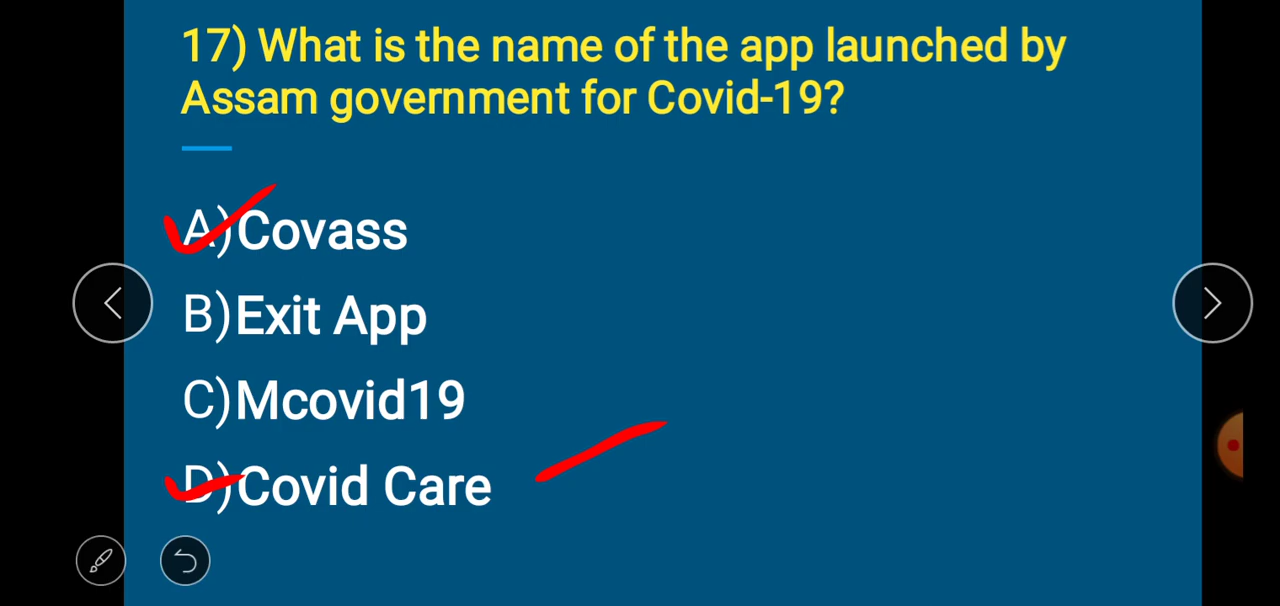 17) What is the name of the app launched by
Assam government for Covid-19?
A)Covass
B)Exit App
C)Mcovid19
D)Covid Care